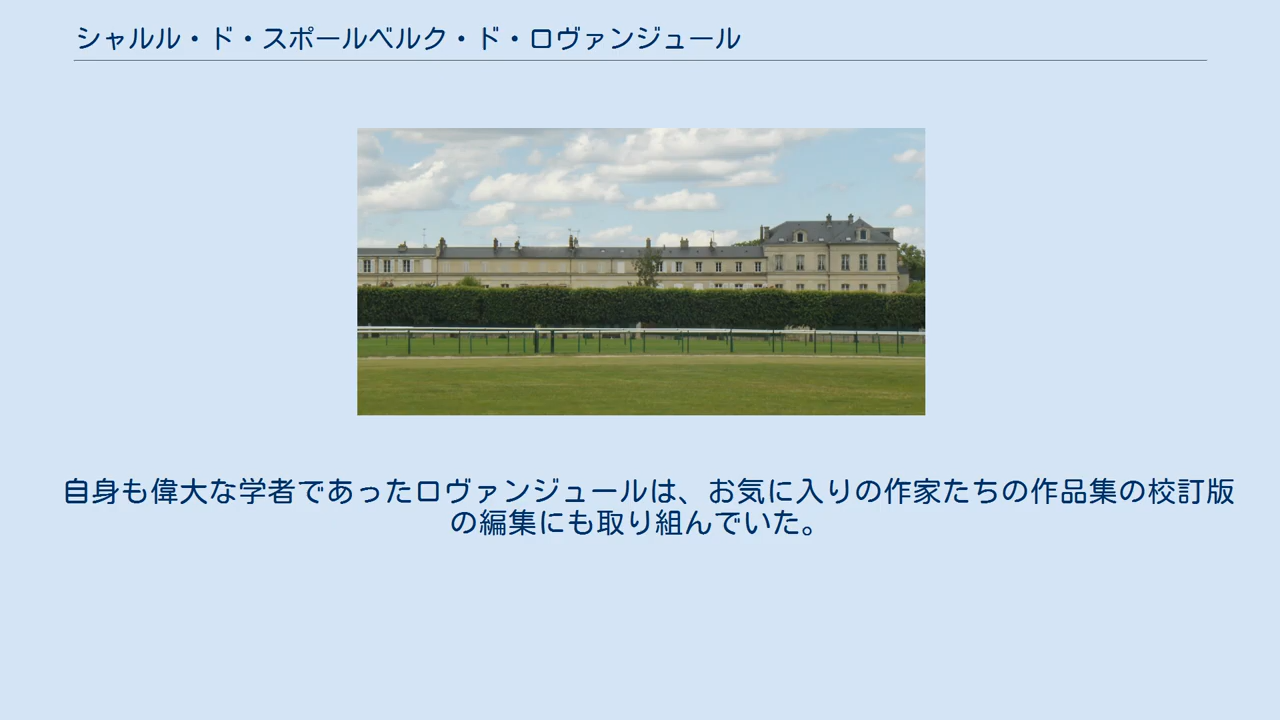 シャルル・ド・スポールベルク・ド・ロヴァンジュール
自身も偉大な学者であったロヴァンジュールは、お気に入りの作家たちの作品集の校訂版
の編集にも取り組んでいた。